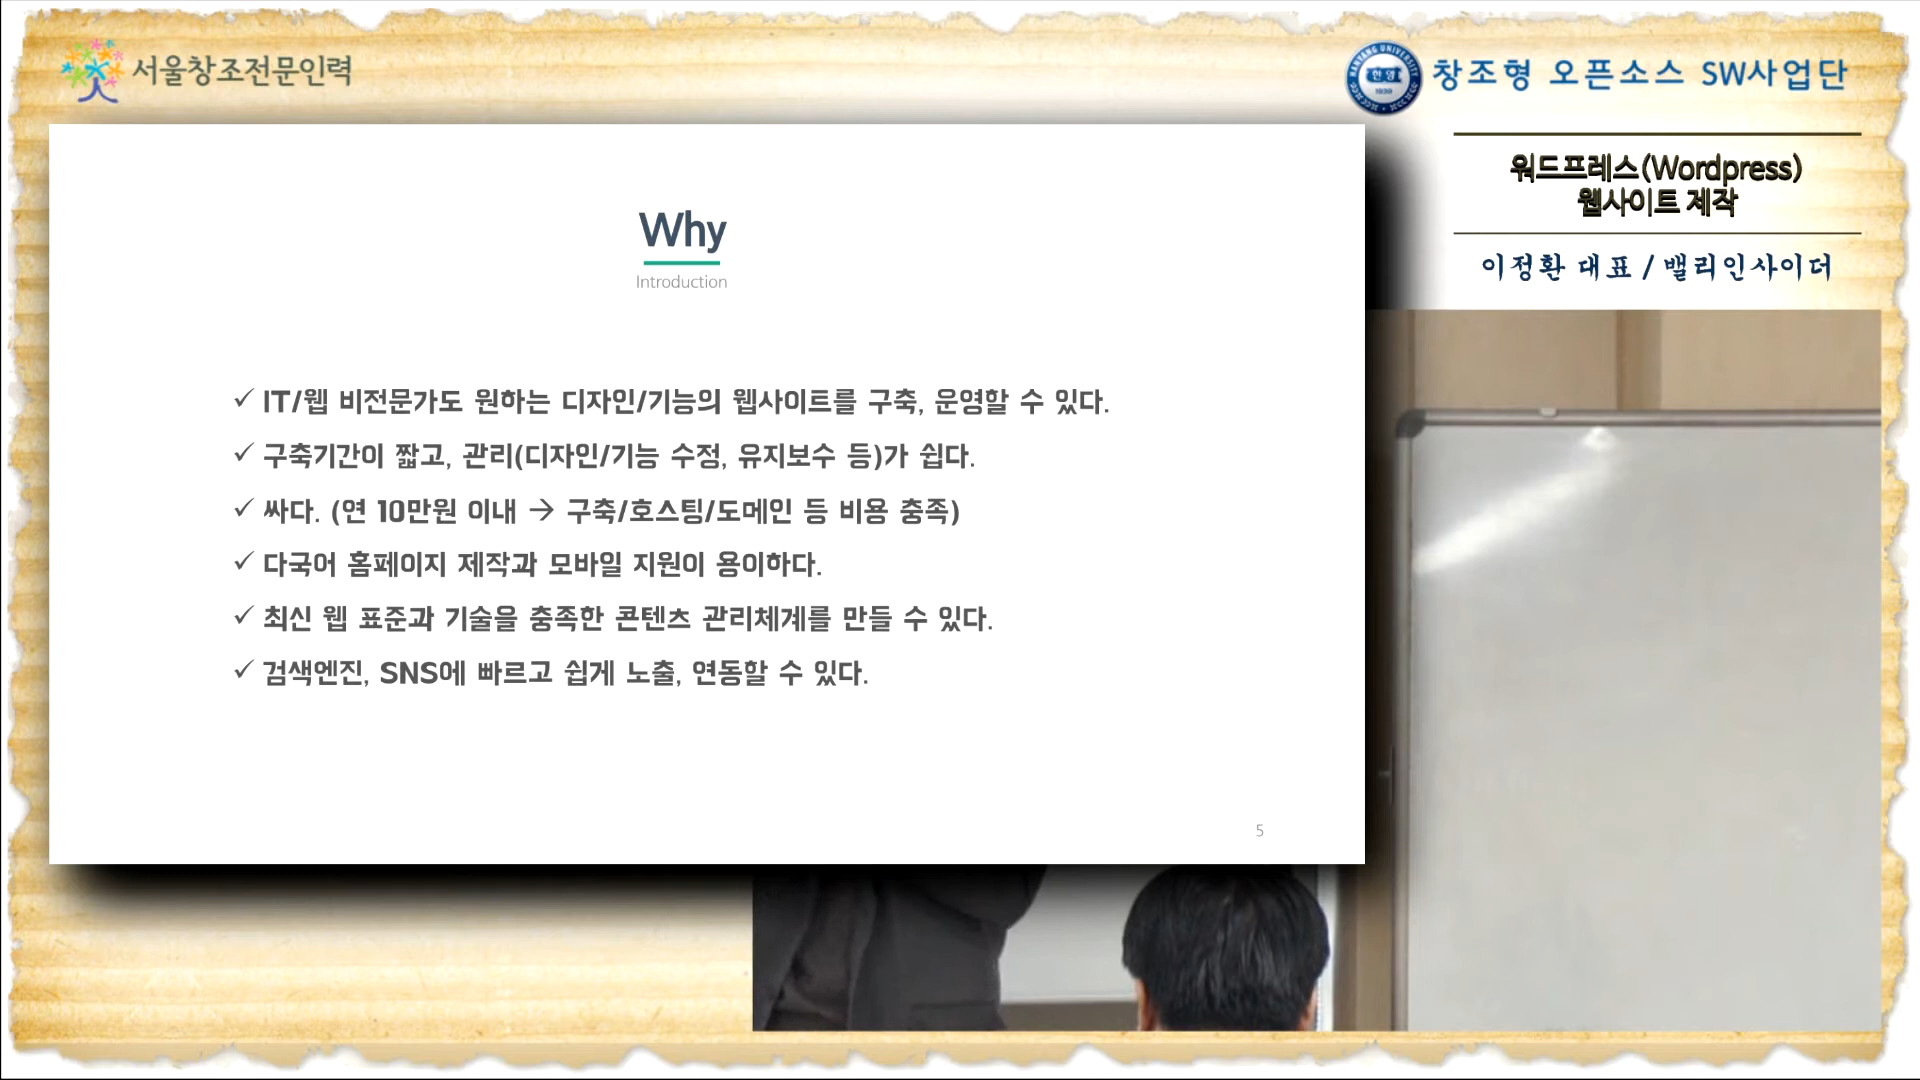 서울창조전문인력
HANYANG UNIVERSITY
한양
1939
창조형 오픈소스 SW사업단
워드프레스(Wordpress)
웹사이트 제작
이정환 대표 / 밸리인사이더
Why
Introduction
✓ IT/웹 비전문가도 원하는 디자인/기능의 웹사이트를 구축, 운영할 수 있다.
✓ 구축기간이 짧고, 관리(디자인/기능 수정, 유지보수 등)가 쉽다.
✓ 싸다. (연 10만원 이내 → 구축/호스팅/도메인 등 비용 충족)
✓ 다국어 홈페이지 제작과 모바일 지원이 용이하다.
✓ 최신 웹 표준과 기술을 충족한 콘텐츠 관리체계를 만들 수 있다.
✓ 검색엔진, SNS에 빠르고 쉽게 노출, 연동할 수 있다.
5